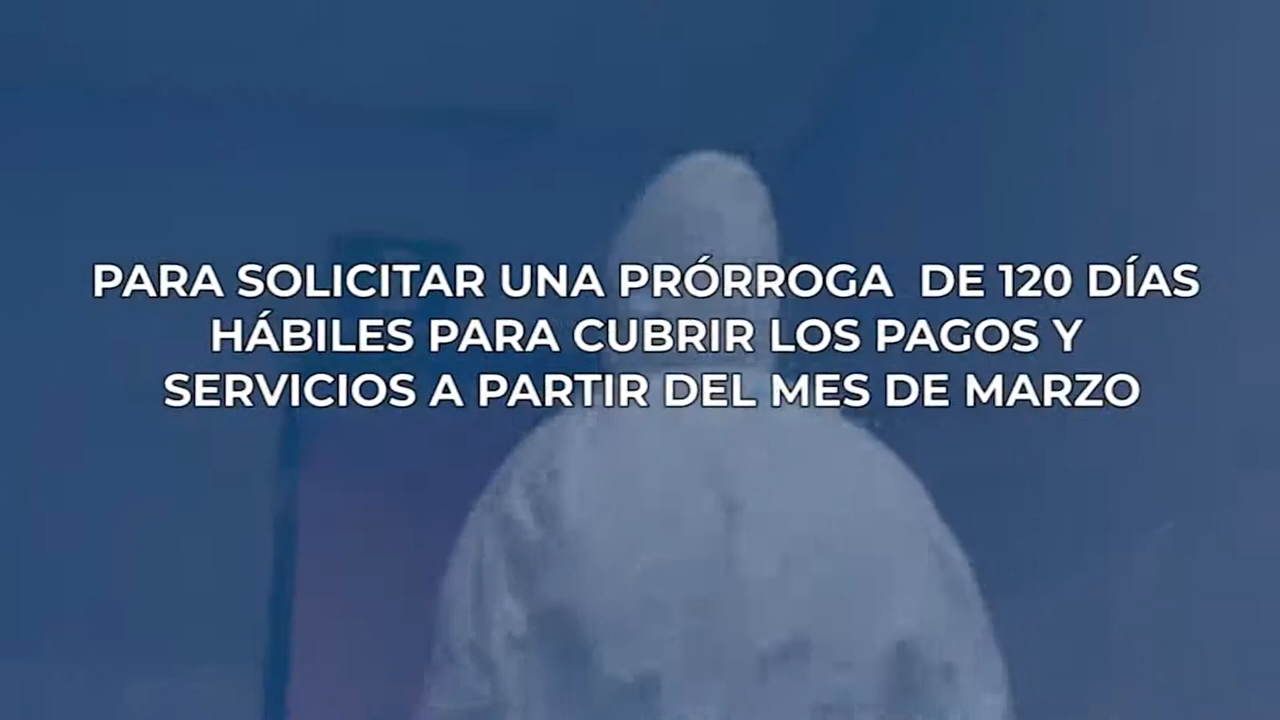 PARA SOLICITAR UNA PRÓRROGA  DE 120 DÍAS
HÁBILES PARA CUBRIR LOS PAGOS Y
SERVICIOS A PARTIR DEL MES DE MARZO